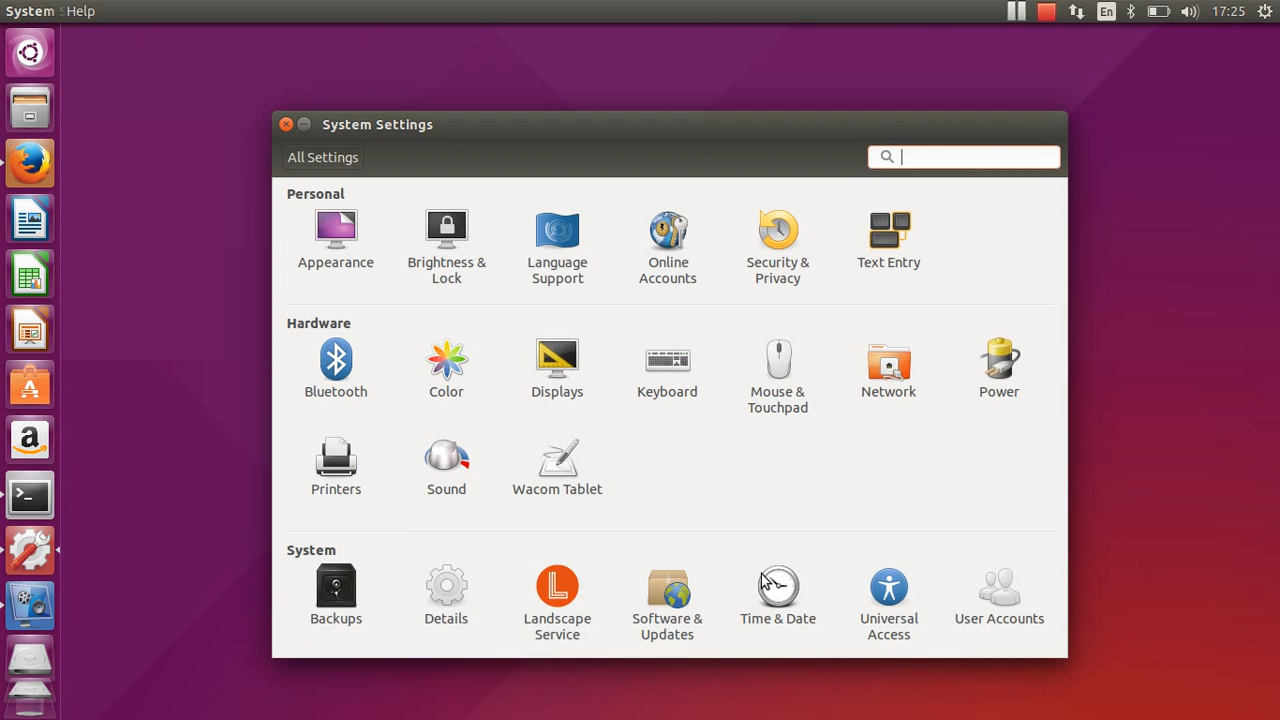 System Help
En
17:25
System Settings
All Settings
Personal
Appearance
Brightness &
Lock
Language
Support
Online
Accounts
Security &
Privacy
Text Entry
Hardware
Bluetooth
Color
Displays
Keyboard
Mouse &
Touchpad
Network
Power
Printers
Sound
Wacom Tablet
System
Backups
Details
Landscape
Service
Software &
Updates
Time & Date
Universal
Access
User Accounts